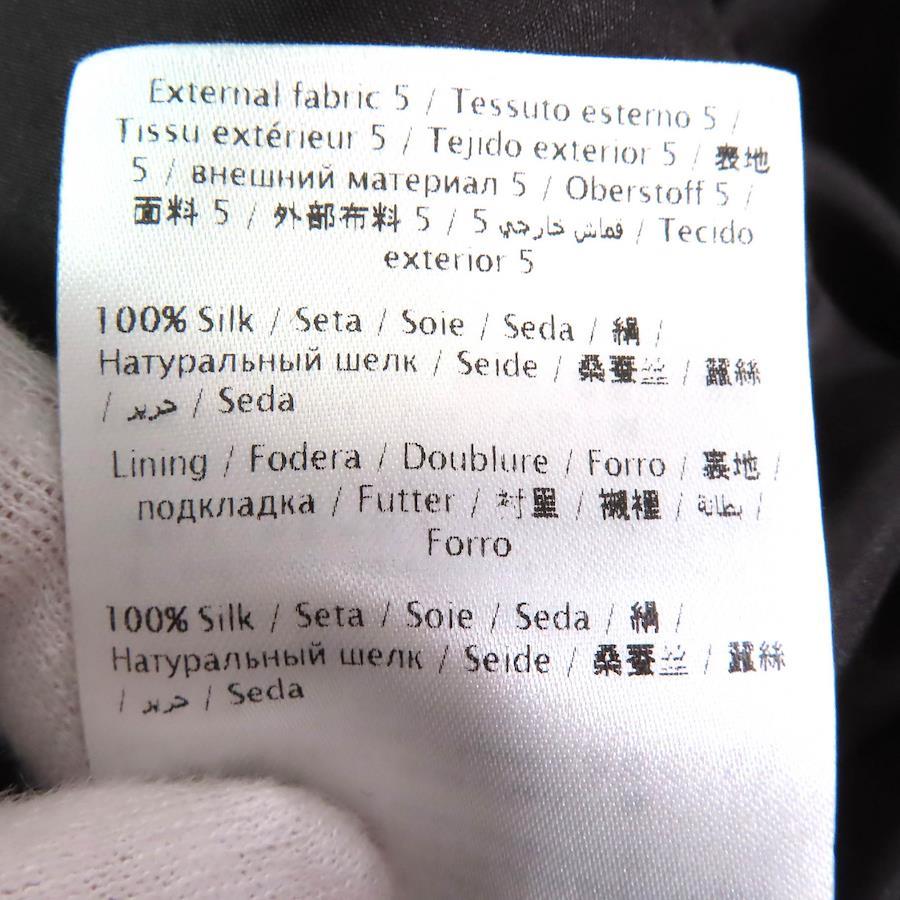 External fabric 5 / Tessuto esterno 5 /
Tissu extérieur 5 / Tejido exterior 5 / 表地
5 / внешний материал 5 / Oberstoff 5 /
面料 5 / 外部布料 5 / 5 قماش خارجي / Tecido
exterior 5
100% Silk / Seta / Soie / Seda / 絹 /
Натуральный шелк / Seide / 桑蚕丝 / 蠶絲
/ حرير / Seda
Lining / Fodera / Doublure / Forro / 裏地 /
подкладка / Futter / 衬里 / 襯裡 / بطانة /
Forro
100% Silk / Seta / Soie / Seda / 絹 /
Натуральный шелк / Seide / 桑蚕丝 / 蠶絲
/ حرير / Seda